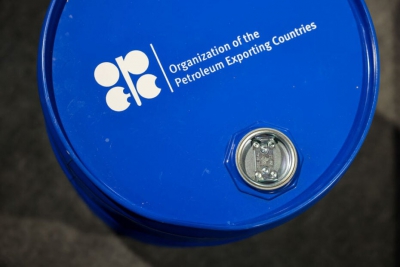 Organization of the
Petroleum Exporting Countries